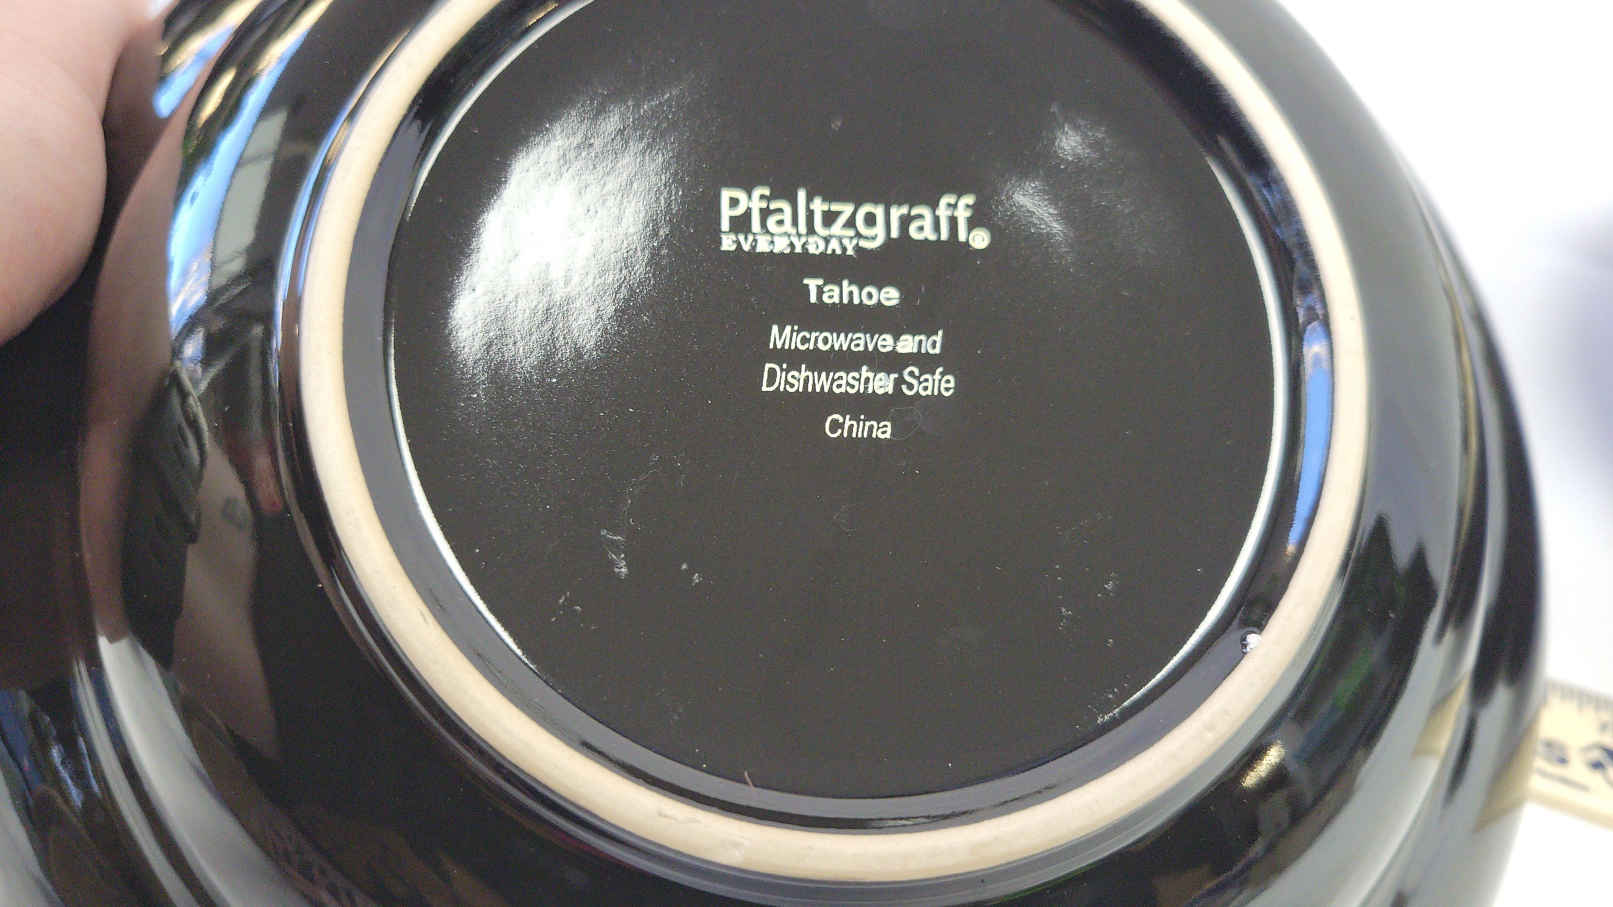 Pfaltzgraff®
EVERYDAY
Tahoe
Microwave and
Dishwasher Safe
China